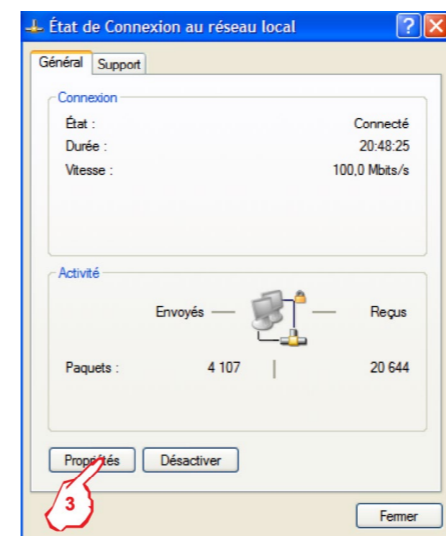 État de Connexion au réseau local
Général Support
Connexion
État : Connecté
Durée : 20:48:25
Vitesse : 100,0 Mbits/s
Activité
Envoyés Reçus
Paquets : 4 107 20 644
Propriétés Désactiver
3
Fermer